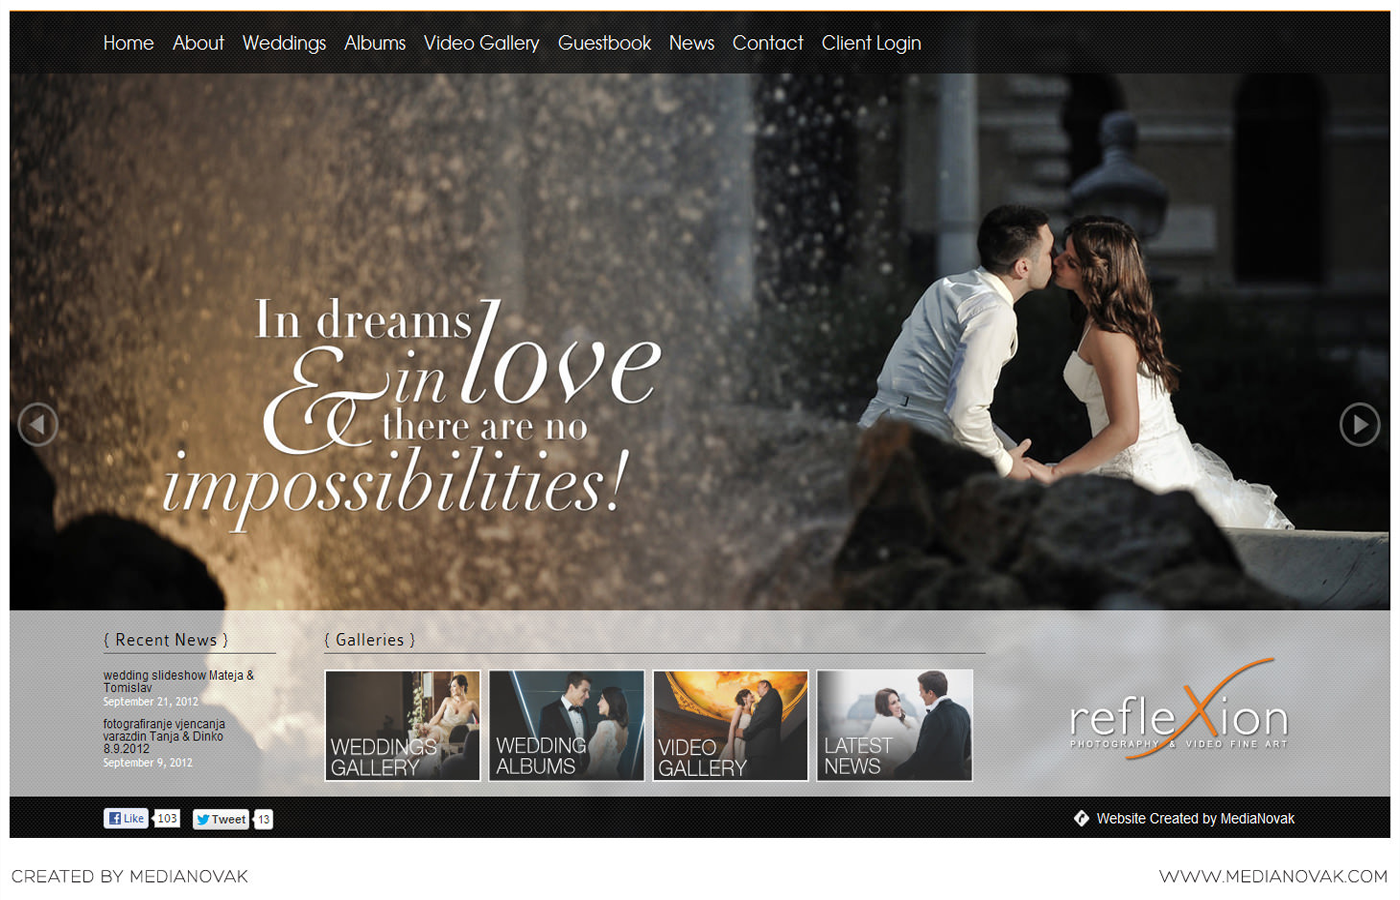 Home About Weddings Albums Video Gallery Guestbook News Contact Client Login
In dreams
& in love
there are no
impossibilities!
{ Recent News }
wedding slideshow Mateja &
Tomislav
September 21, 2012
fotografiranje vjencanja
varazdin Tanja & Dinko
8.9.2012
September 9, 2012
{ Galleries }
WEDDINGS
GALLERY
WEDDING
ALBUMS
VIDEO
GALLERY
LATEST
NEWS
refleXion
PHOTOGRAPHY & VIDEO FINE ART
Like 103 Tweet 13
Website Created by MediaNovak
CREATED BY MEDIANOVAK
WWW.MEDIANOVAK.COM